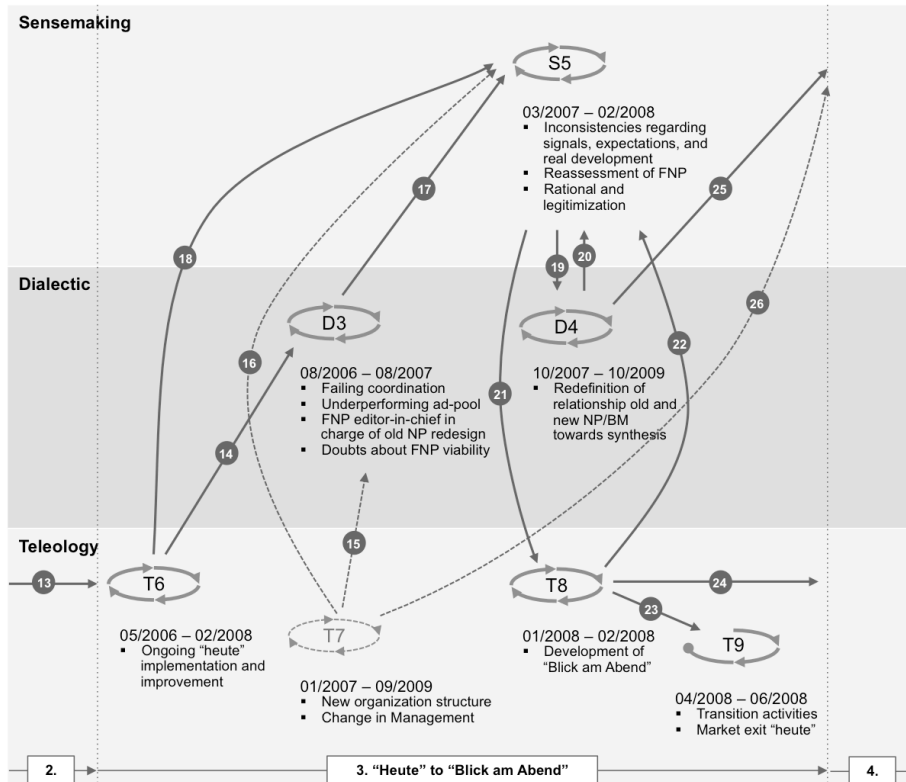 Sensemaking
S5
03/2007 – 02/2008
▪ Inconsistencies regarding
signals, expectations, and
real development
▪ Reassessment of FNP
▪ Rational and
legitimization
17
25
18
19
20
Dialectic
26
D3
D4
16
22
08/2006 – 08/2007
▪ Failing coordination
▪ Underperforming ad-pool
▪ FNP editor-in-chief in
charge of old NP redesign
▪ Doubts about FNP viability
10/2007 – 10/2009
▪ Redefinition of
relationship old and
new NP/BM
towards synthesis
21
14
15
Teleology
13
T6
05/2006 – 02/2008
▪ Ongoing “heute”
implementation and
improvement
T7
01/2007 – 09/2009
▪ New organization structure
▪ Change in Management
T8
24
23
01/2008 – 02/2008
▪ Development of
“Blick am Abend”
T9
04/2008 – 06/2008
▪ Transition activities
▪ Market exit “heute”
2.
3. “Heute” to “Blick am Abend”
4.